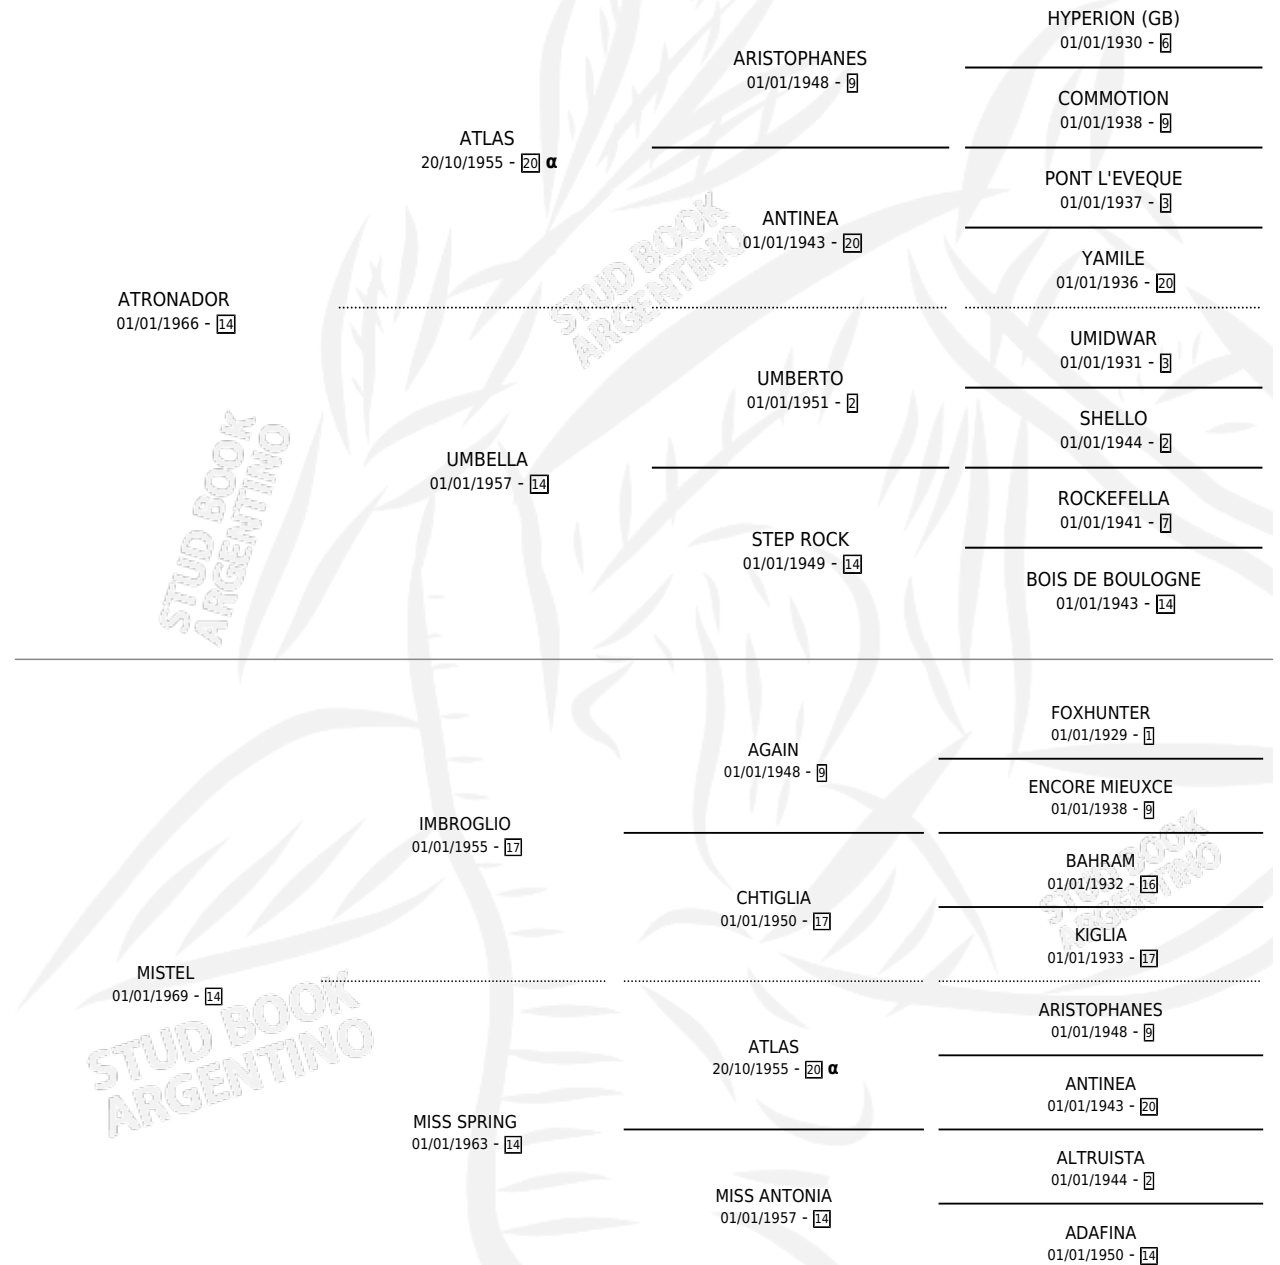 HYPERION (GB)
01/01/1930 - 6
ARISTOPHANES
01/01/1948 - 9
COMMOTION
01/01/1938 - 9
ATLAS
20/10/1955 - 20 α
PONT L'EVEQUE
01/01/1937 - 3
ANTINEA
01/01/1943 - 20
YAMILE
01/01/1936 - 20
ATRONADOR
01/01/1966 - 14
UMIDWAR
01/01/1931 - 3
UMBERTO
01/01/1951 - 2
SHELLO
01/01/1944 - 2
UMBELLA
01/01/1957 - 14
ROCKEFELLA
01/01/1941 - 7
STEP ROCK
01/01/1949 - 14
BOIS DE BOULOGNE
01/01/1943 - 14
STUD BOOK
ARGENTINO
STUD BOOK
ARGENTINO
FOXHUNTER
01/01/1929 - 1
AGAIN
01/01/1948 - 9
ENCORE MIEUXCE
01/01/1938 - 9
IMBROGLIO
01/01/1955 - 17
BAHRAM
01/01/1932 - 16
CHTIGLIA
01/01/1950 - 17
KIGLIA
01/01/1933 - 17
MISTEL
01/01/1969 - 14
ARISTOPHANES
01/01/1948 - 9
ATLAS
20/10/1955 - 20 α
ANTINEA
01/01/1943 - 20
MISS SPRING
01/01/1963 - 14
ALTRUISTA
01/01/1944 - 2
MISS ANTONIA
01/01/1957 - 14
ADAFINA
01/01/1950 - 14
STUD BOOK
ARGENTINO
STUD BOOK
ARGENTINO